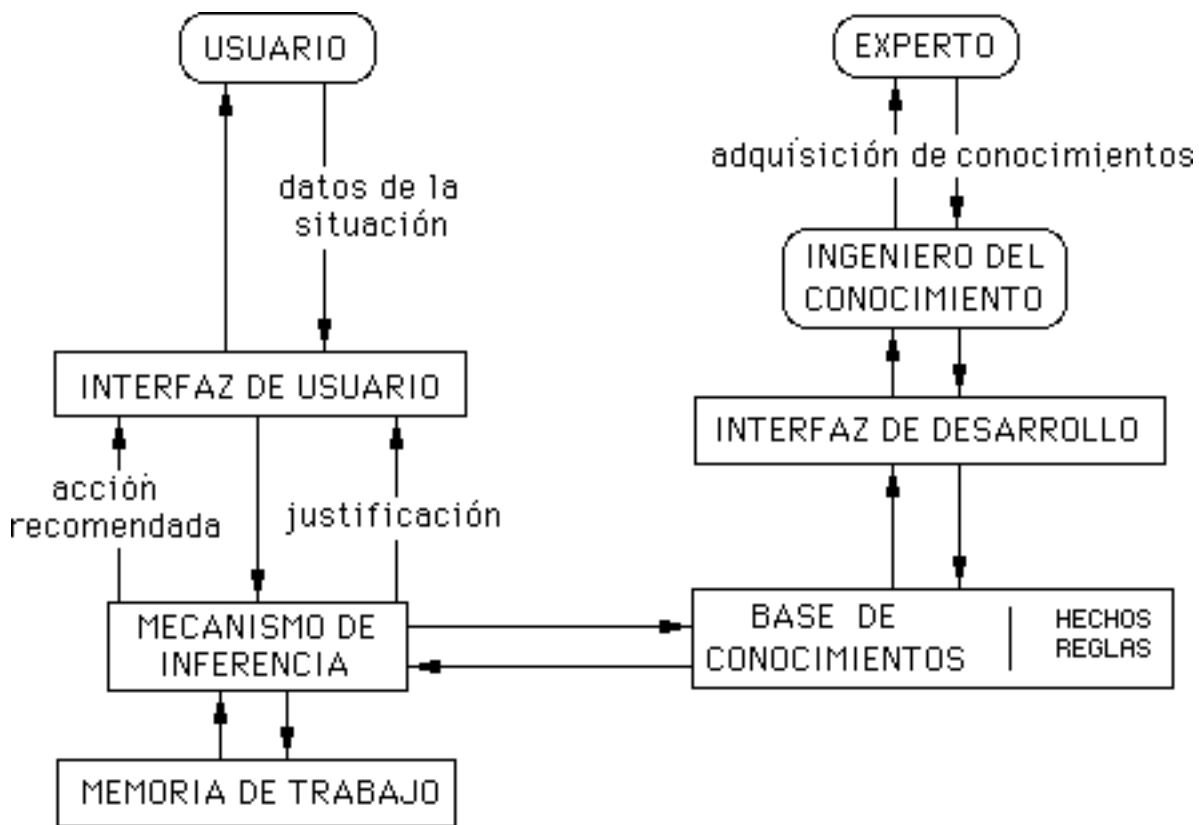 USUARIO
EXPERTO
datos de la
situación
adquisición de conocimientos
INGENIERO DEL
CONOCIMIENTO
INTERFAZ DE USUARIO
INTERFAZ DE DESARROLLO
acción
recomendada
justificación
MECANISMO DE
INFERENCIA
BASE DE
CONOCIMIENTOS
HECHOS
REGLAS
MEMORIA DE TRABAJO